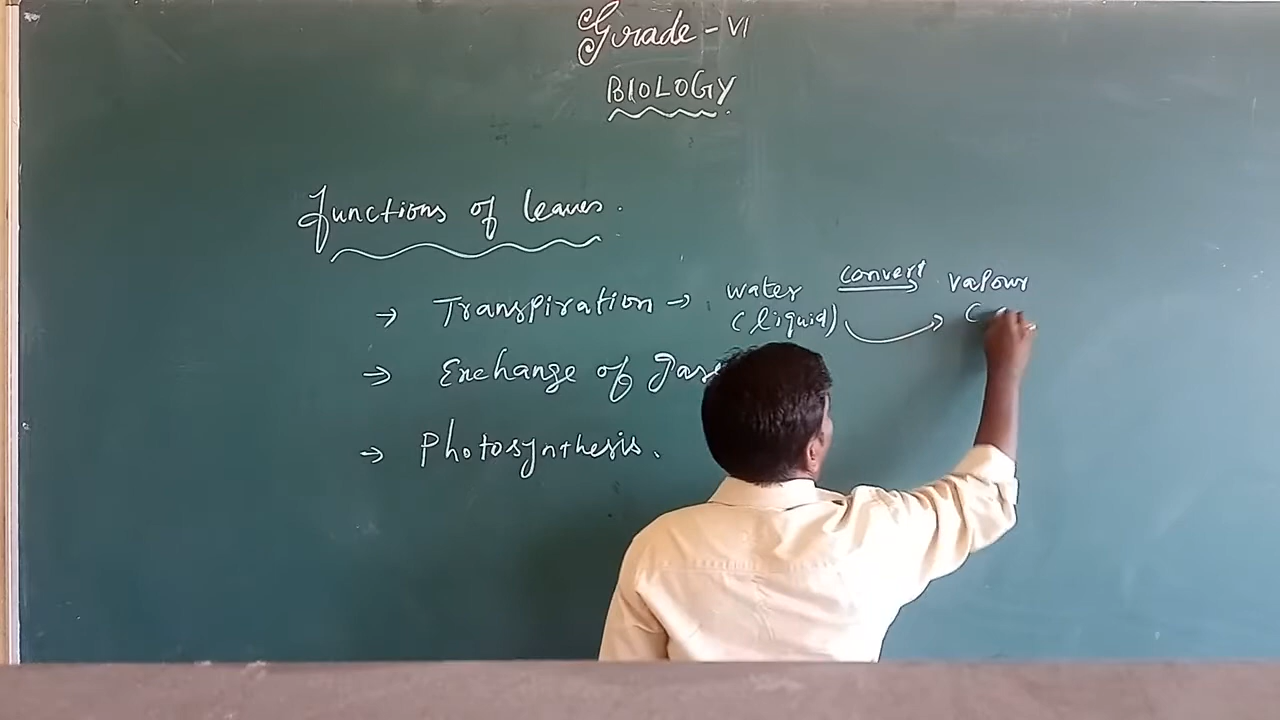 Grade - VI
BIOLOGY
functions of leaves.
→ Transpiration → water convert vapour
(liquid) (
→ Exchange of
→ Photosynthesis.